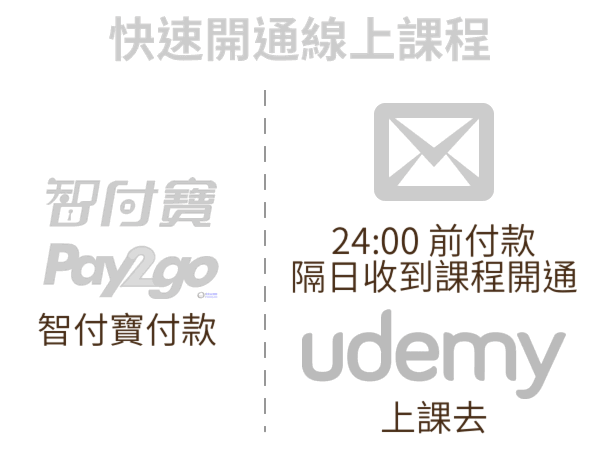 快速開通線上課程
智付寶
Pay2go
智付寶付款
24:00 前付款
隔日收到課程開通
udemy
上課去